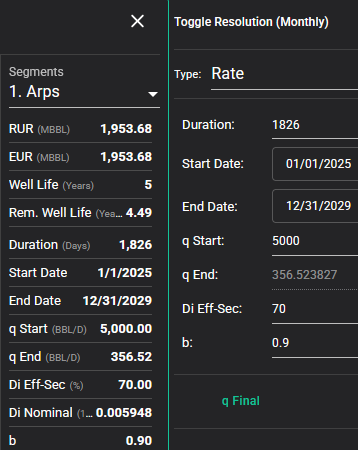 Segments
1. Arps
RUR (MBBL) 1,953.68
EUR (MBBL) 1,953.68
Well Life (Years) 5
Rem. Well Life (Yea... 4.49
Duration (Days) 1,826
Start Date 1/1/2025
End Date 12/31/2029
q Start (BBL/D) 5,000.00
q End (BBL/D) 356.52
Di Eff-Sec (%) 70.00
Di Nominal (1... 0.005948
b 0.90
Toggle Resolution (Monthly)
Type: Rate
Duration: 1826
Start Date: 01/01/2025
End Date: 12/31/2029
q Start: 5000
q End: 356.523827
Di Eff-Sec: 70
b: 0.9
q Final